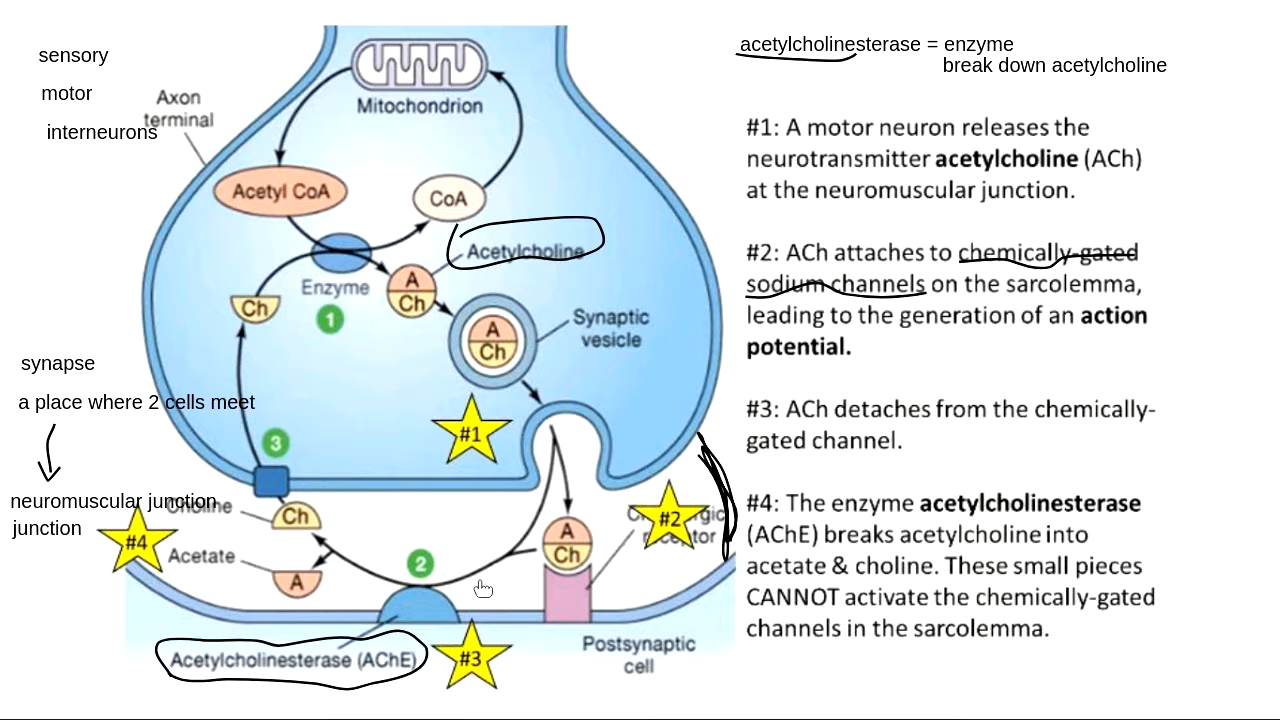 sensory
motor
interneurons
Axon
terminal
Mitochondrion
Acetyl CoA
CoA
Acetylcholine
Enzyme
A
Ch
Ch
1
Synaptic
vesicle
A
Ch
synapse
a place where 2 cells meet
#1
3
neuromuscular junction
junction
Choline
Ch
#4
#2
A
Ch
Acetate
A
2
Acetylcholinesterase (AChE)
#3
Postsynaptic
cell
acetylcholinesterase = enzyme
break down acetylcholine
#1: A motor neuron releases the
neurotransmitter acetylcholine (ACh)
at the neuromuscular junction.
#2: ACh attaches to chemically-gated
sodium channels on the sarcolemma,
leading to the generation of an action
potential.
#3: ACh detaches from the chemically-
gated channel.
#4: The enzyme acetylcholinesterase
(AChE) breaks acetylcholine into
acetate & choline. These small pieces
CANNOT activate the chemically-gated
channels in the sarcolemma.